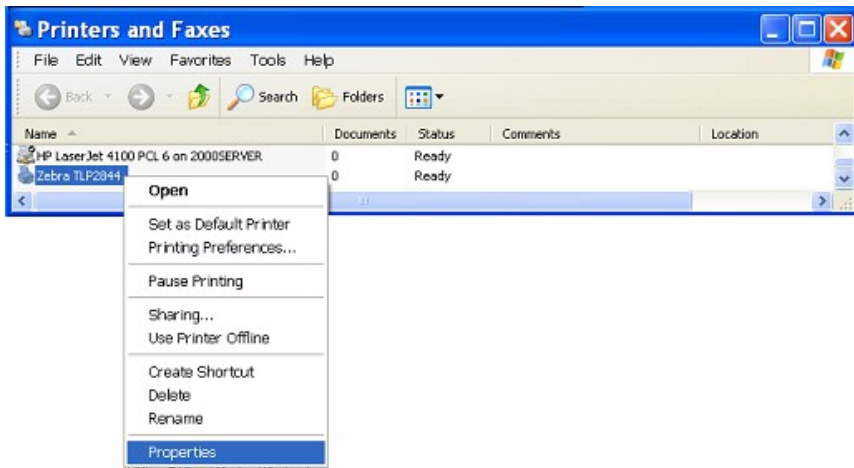 Printers and Faxes
File Edit View Favorites Tools Help
Back Search Folders
Name Documents Status Comments Location
HP LaserJet 4100 PCL 6 on 2000SERVER 0 Ready
Zebra TLP2844 0 Ready
Open
Set as Default Printer
Printing Preferences...
Pause Printing
Sharing...
Use Printer Offline
Create Shortcut
Delete
Rename
Properties